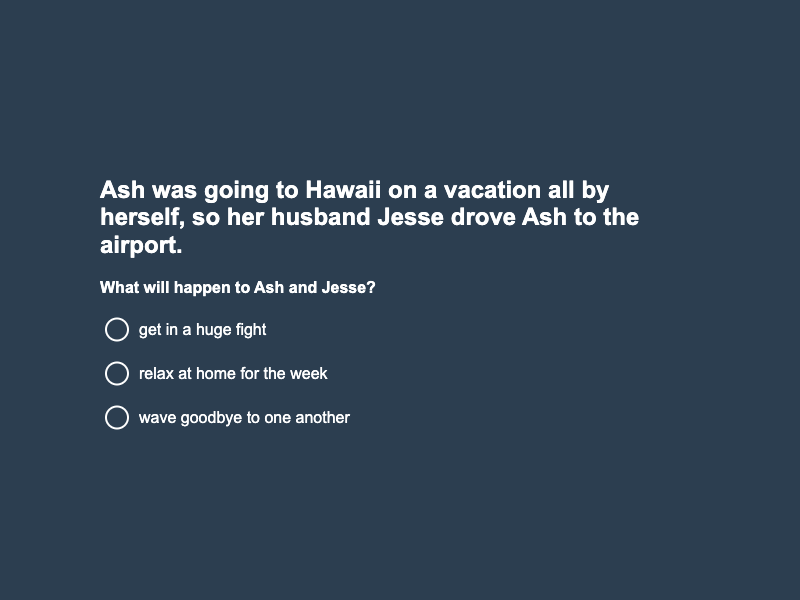 Ash was going to Hawaii on a vacation all by
herself, so her husband Jesse drove Ash to the
airport.
What will happen to Ash and Jesse?
get in a huge fight
relax at home for the week
wave goodbye to one another